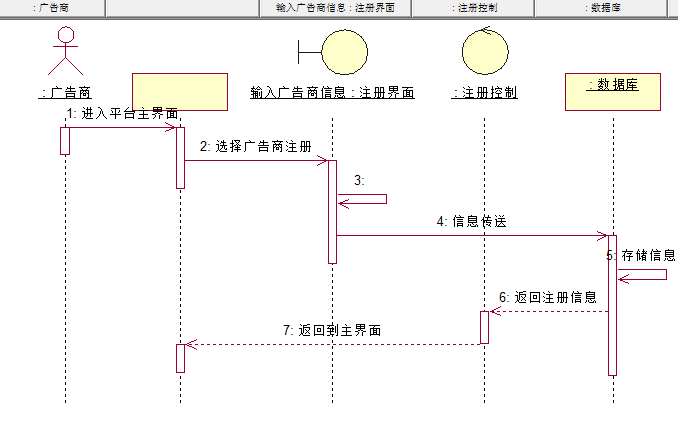 : 广告商
输入广告商信息 : 注册界面
: 注册控制
: 数据库
: 广告商
输入广告商信息 : 注册界面
: 注册控制
: 数据库
1: 进入平台主界面
2: 选择广告商注册
3:
4: 信息传送
5: 存储信息
6: 返回注册信息
7: 返回到主界面